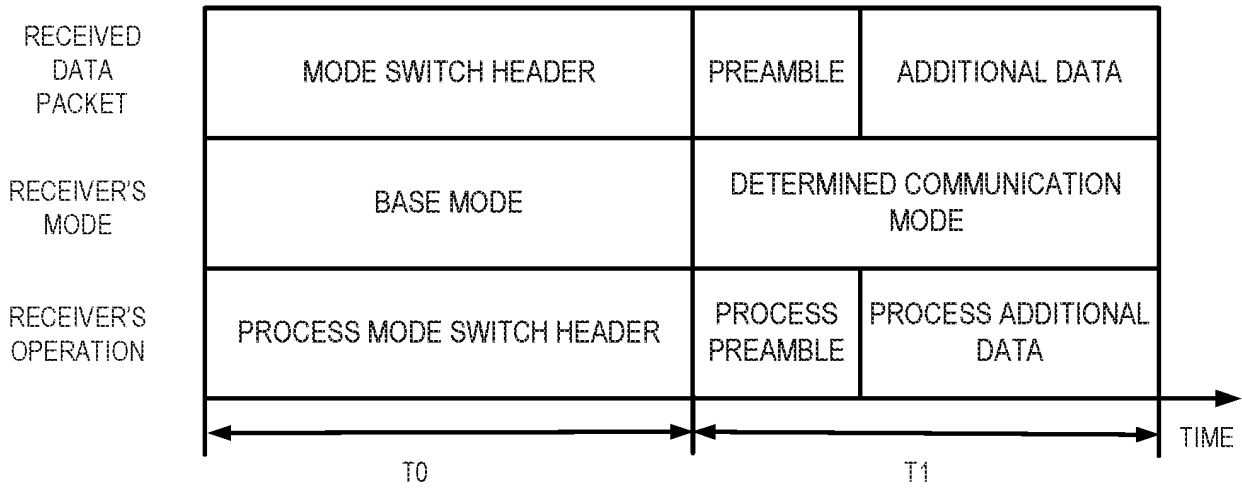 RECEIVED
DATA
PACKET
MODE SWITCH HEADER
PREAMBLE
ADDITIONAL DATA
RECEIVER'S
MODE
BASE MODE
DETERMINED COMMUNICATION
MODE
RECEIVER'S
OPERATION
PROCESS MODE SWITCH HEADER
PROCESS
PREAMBLE
PROCESS ADDITIONAL
DATA
TIME
T0
T1